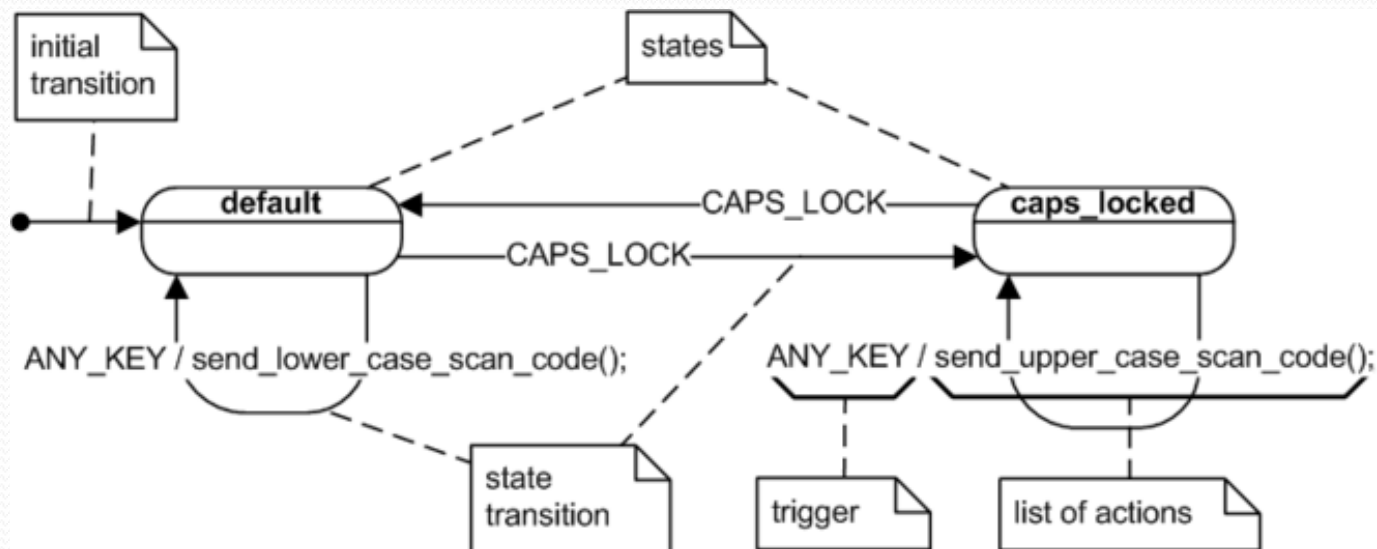 initial
transition
states
default
CAPS_LOCK
caps_locked
CAPS_LOCK
ANY_KEY / send_lower_case_scan_code();
ANY_KEY / send_upper_case_scan_code();
state
transition
trigger
list of actions